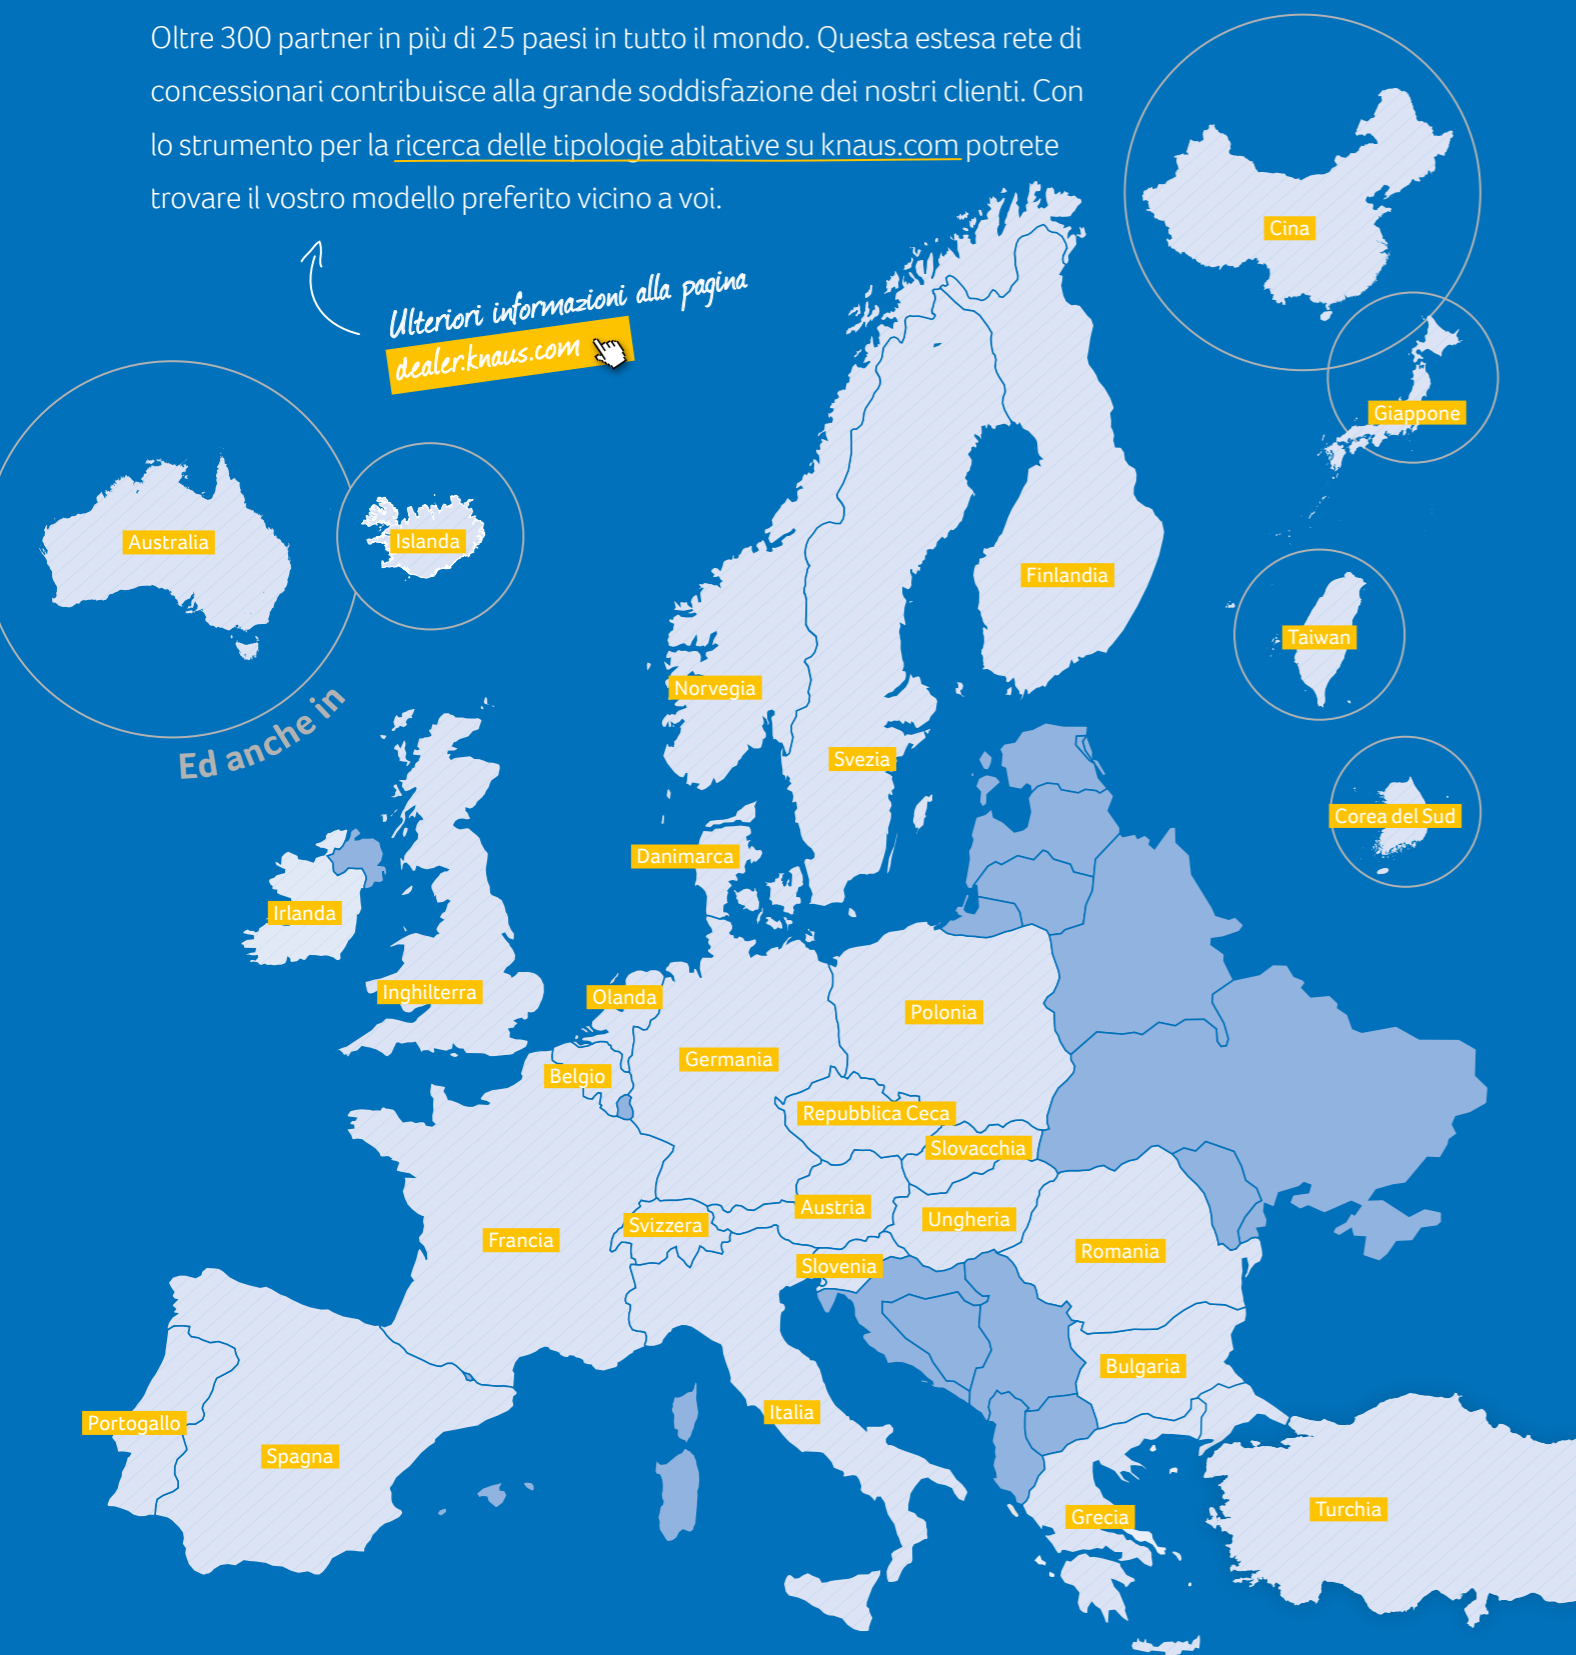 Oltre 300 partner in più di 25 paesi in tutto il mondo. Questa estesa rete di
concessionari contribuisce alla grande soddisfazione dei nostri clienti. Con
lo strumento per la ricerca delle tipologie abitative su knaus.com potrete
trovare il vostro modello preferito vicino a voi.
Ulteriori informazioni alla pagina
dealer.knaus.com
Cina
Giappone
Australia
Islanda
Finlandia
Taiwan
Norvegia
Ed anche in
Svezia
Corea del Sud
Danimarca
Irlanda
Inghilterra
Olanda
Polonia
Germania
Belgio
Repubblica Ceca
Slovacchia
Austria
Ungheria
Svizzera
Francia
Romania
Slovenia
Bulgaria
Italia
Portogallo
Spagna
Turchia
Grecia